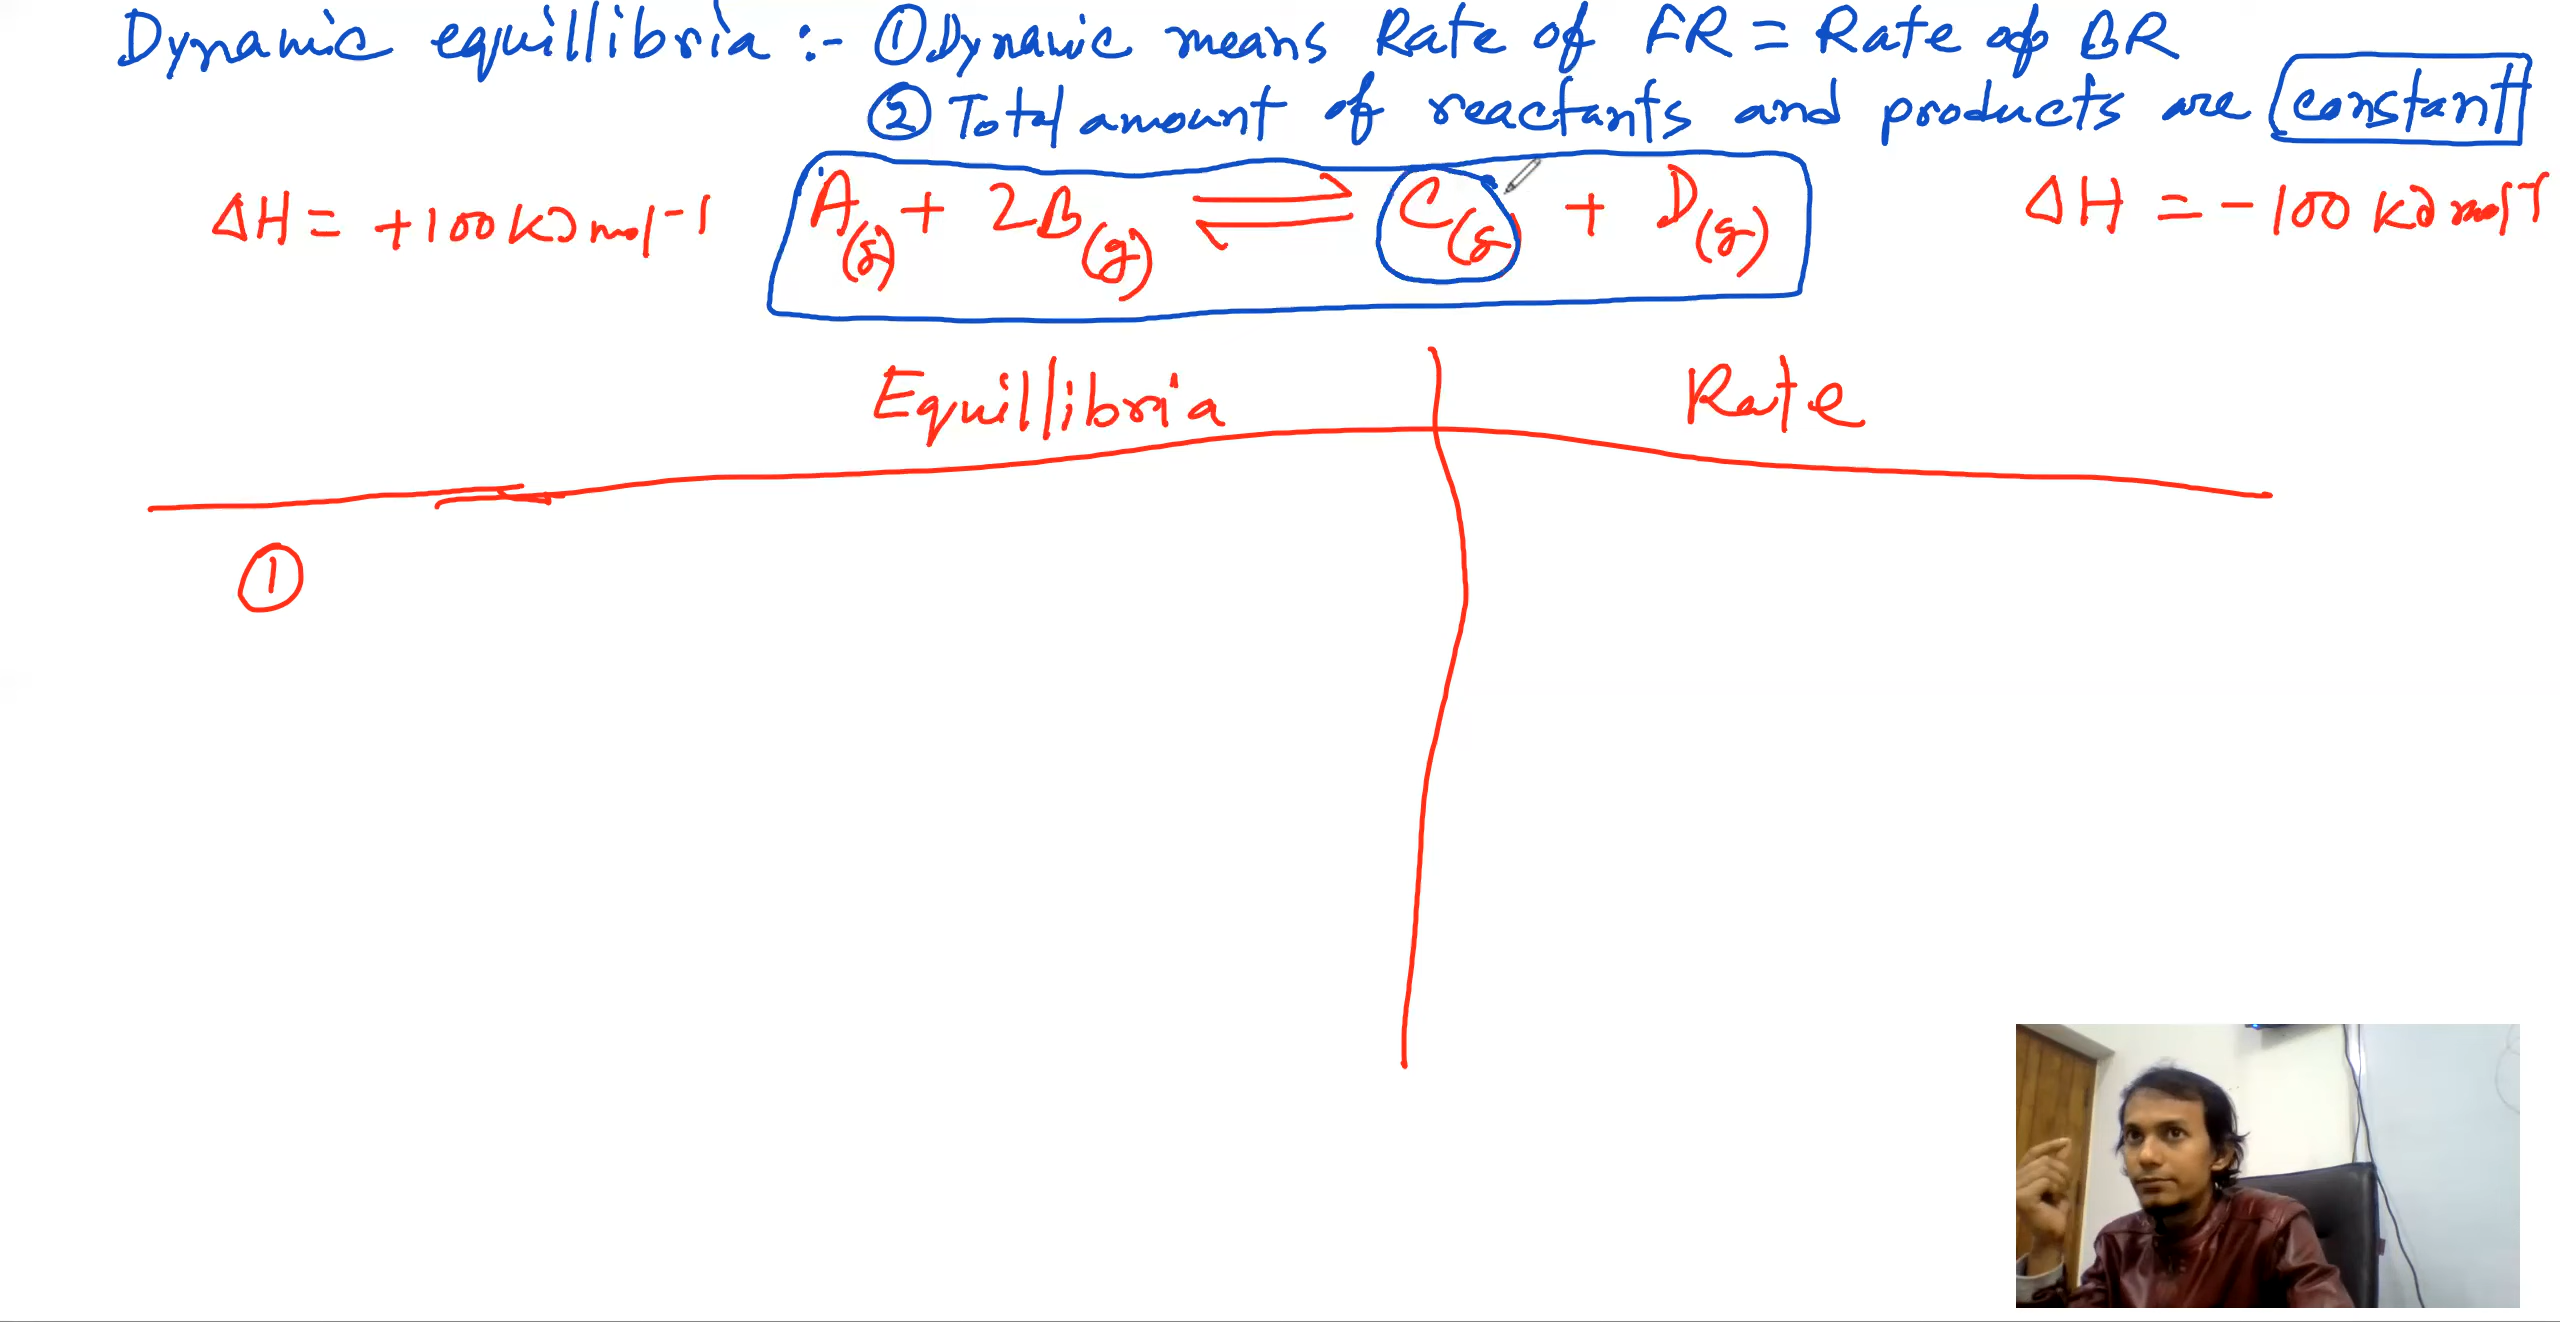 Dynamic equillibria :- ① Dynamic means Rate of FR = Rate of BR
② Total amount of reactants and products are constant
ΔH = +100 KJ mol-1 A(g) + 2B(g) ⇌ C(g) + D(g) ΔH = -100 KJ mol-1
Equillibria Rate
①